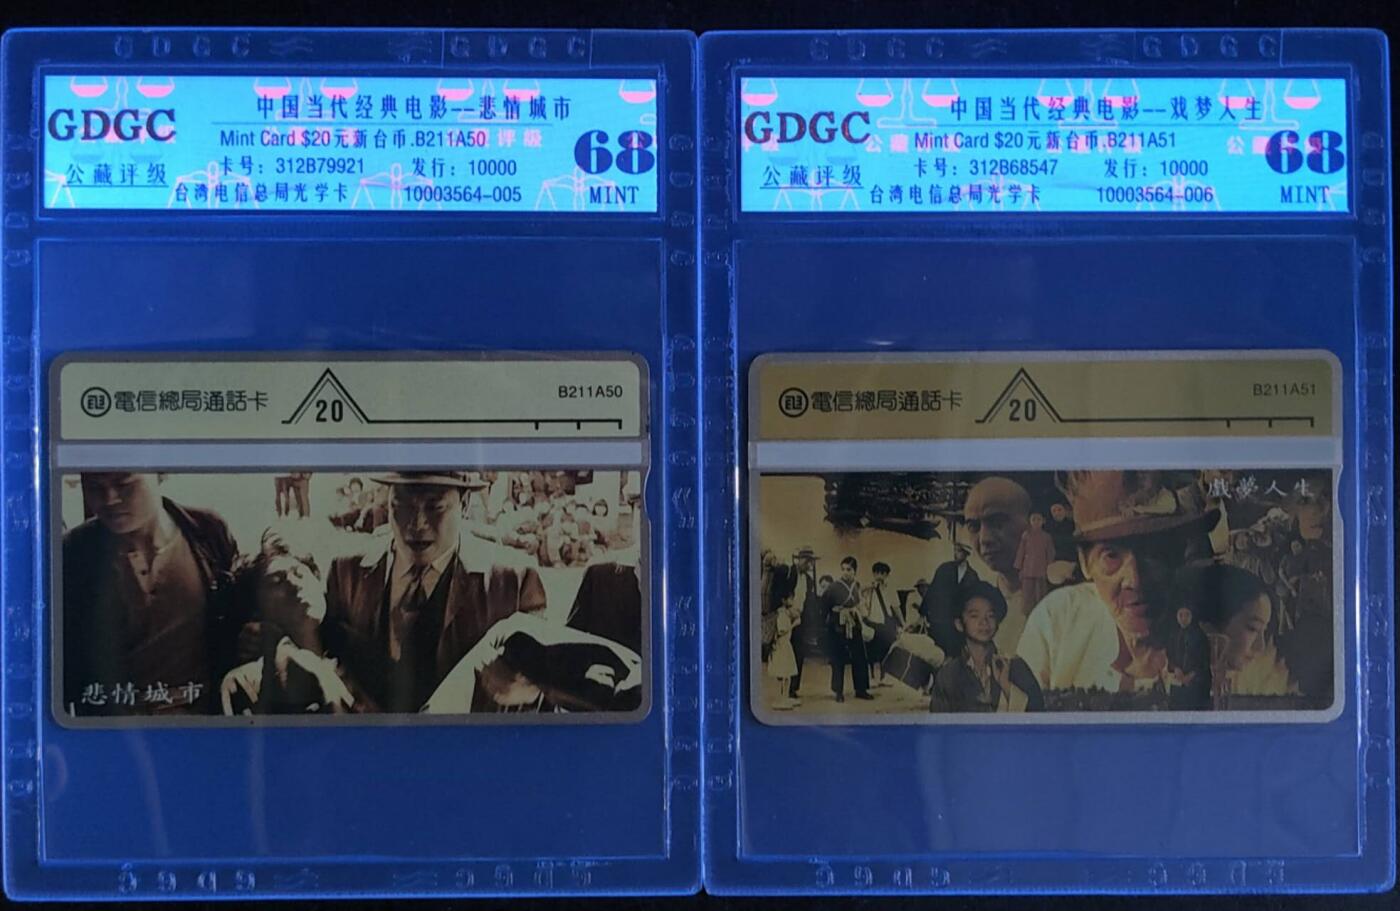 GDGC
GDGC
GDGC
公藏评级
中国当代经典电影--悲情城市
Mint Card $20元新台币.B211A50
卡号：312B79921 发行：10000
台湾电信总局光学卡 10003564-005
68
MINT
電信總局通話卡
20
B211A50
悲情城市
GDGC
GDGC
GDGC
GDGC
公藏评级
中国当代经典电影--戏梦人生
Mint Card $20元新台币.B211A51
卡号：312B68547 发行：10000
台湾电信总局光学卡 10003564-006
68
MINT
電信總局通話卡
20
B211A51
戲夢人生